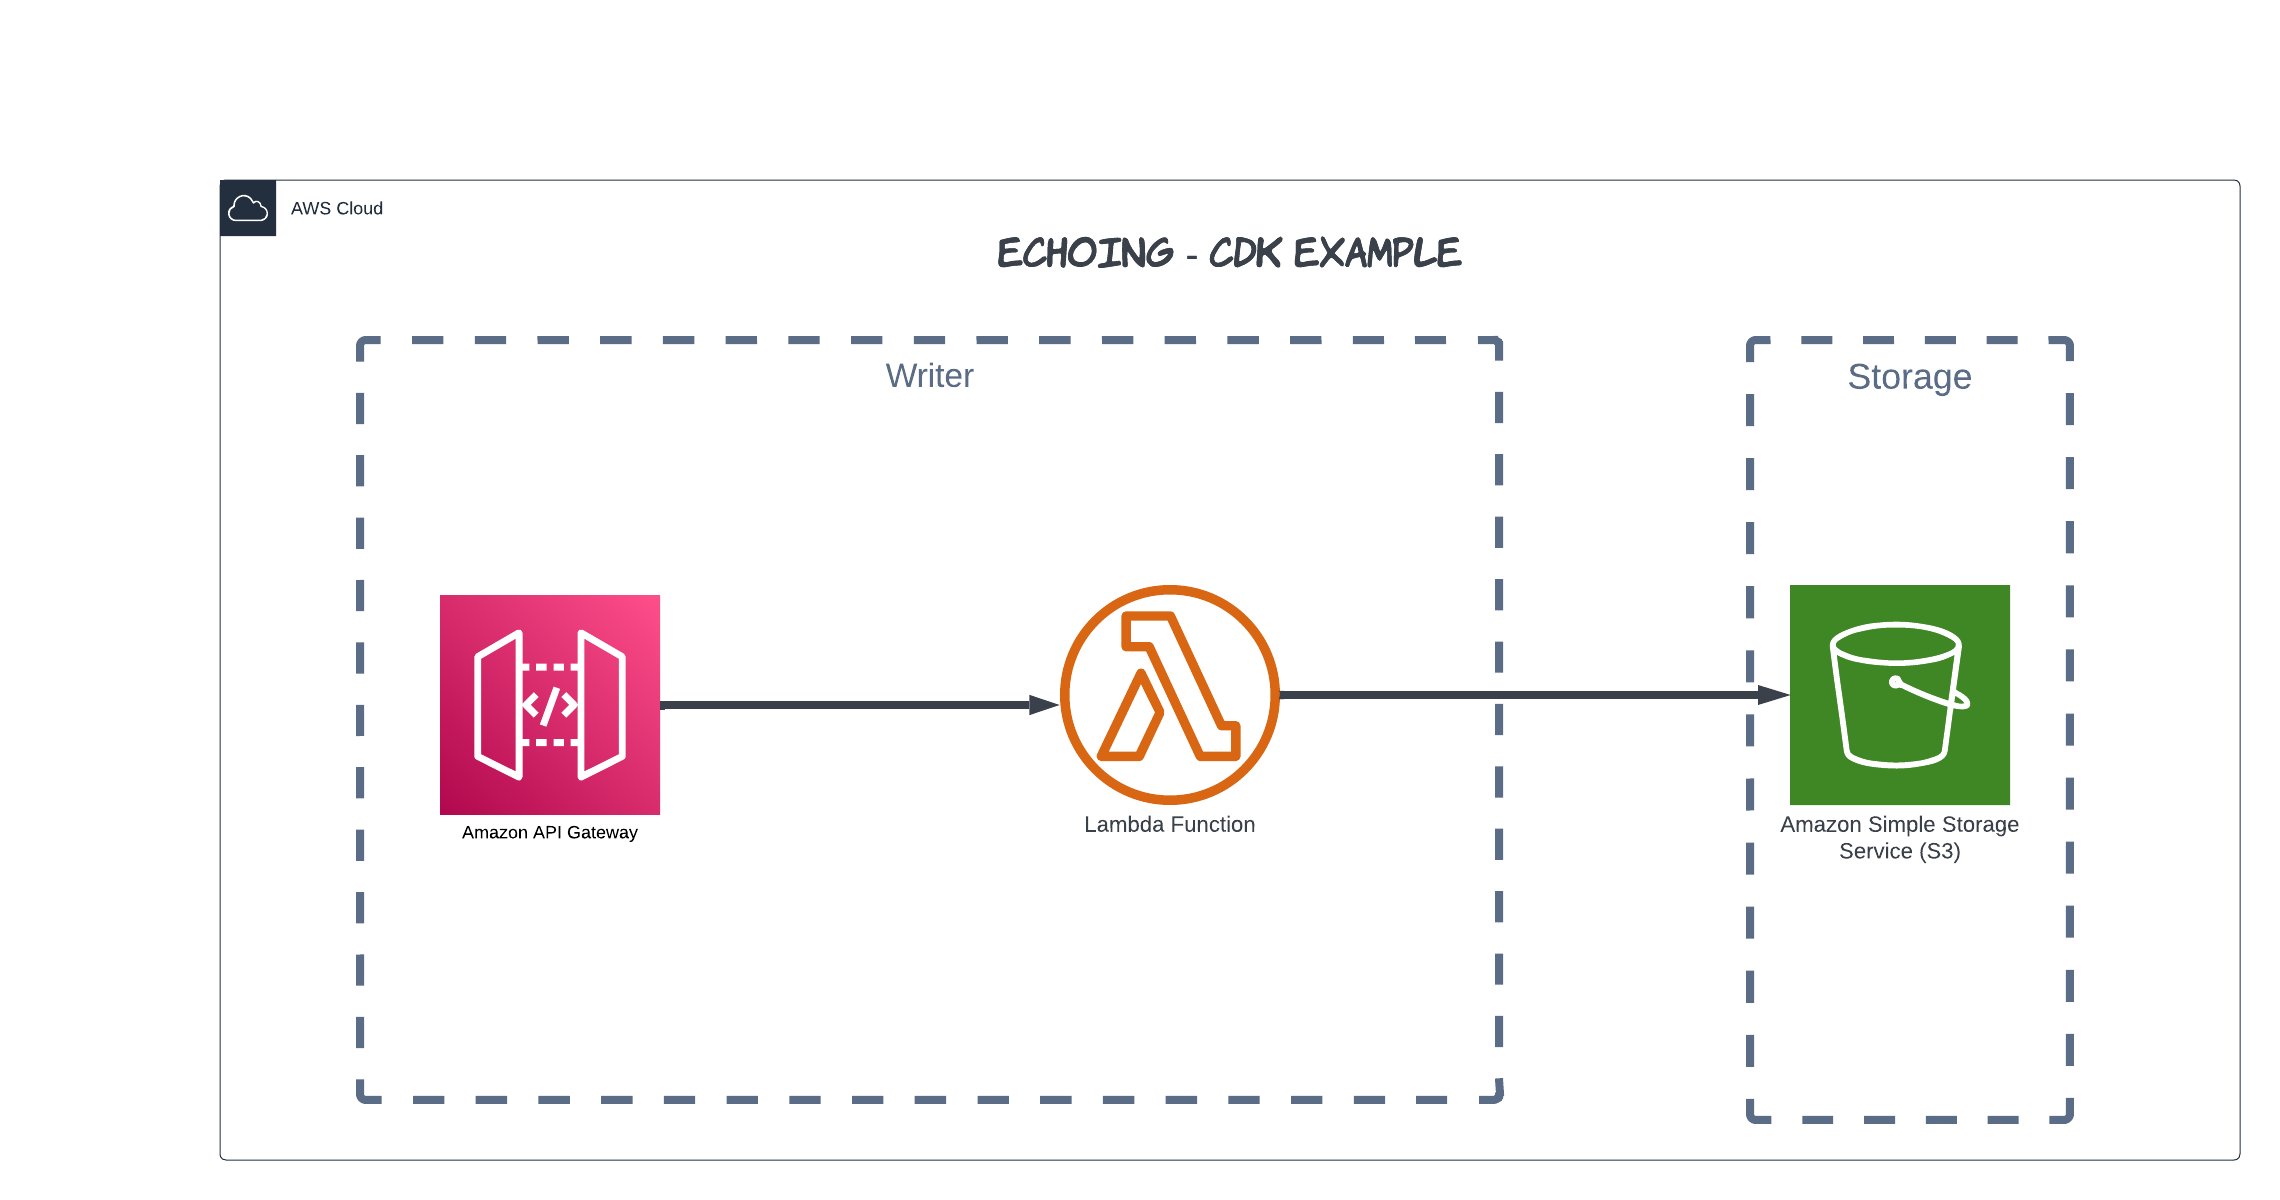 AWS Cloud
ECHOING - CDK EXAMPLE
Writer
Storage
</>
Amazon API Gateway
Lambda Function
Amazon Simple Storage
Service (S3)